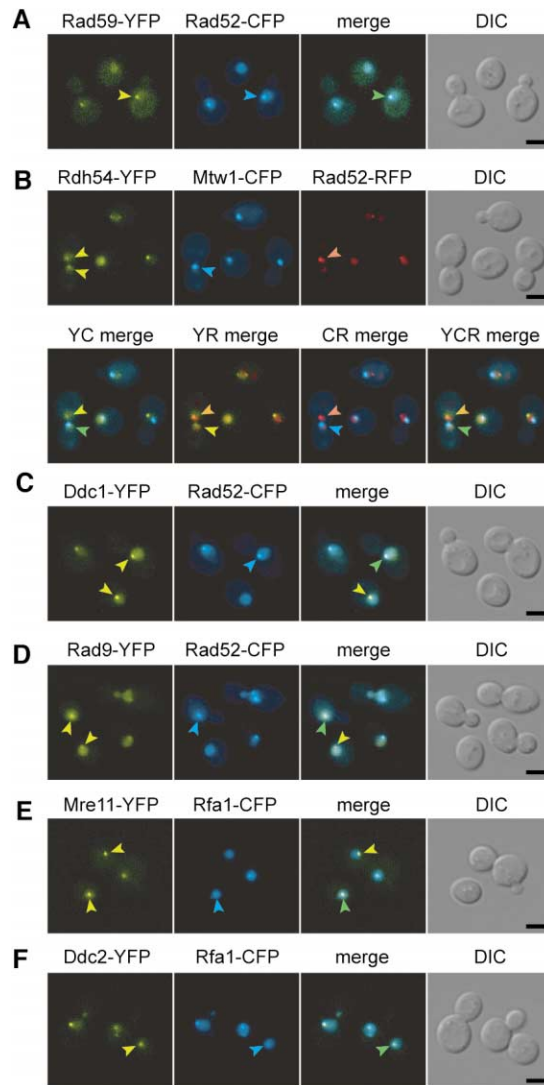 A
Rad59-YFP Rad52-CFP merge DIC
B
Rdh54-YFP Mtw1-CFP Rad52-RFP DIC
YC merge YR merge CR merge YCR merge
C
Ddc1-YFP Rad52-CFP merge DIC
D
Rad9-YFP Rad52-CFP merge DIC
E
Mre11-YFP Rfa1-CFP merge DIC
F
Ddc2-YFP Rfa1-CFP merge DIC